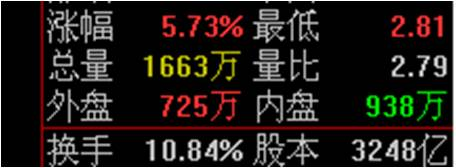 涨幅 5.73% 最低 2.81
总量 1663万 量比 2.79
外盘 725万 内盘 938万
换手 10.84% 股本 3248亿